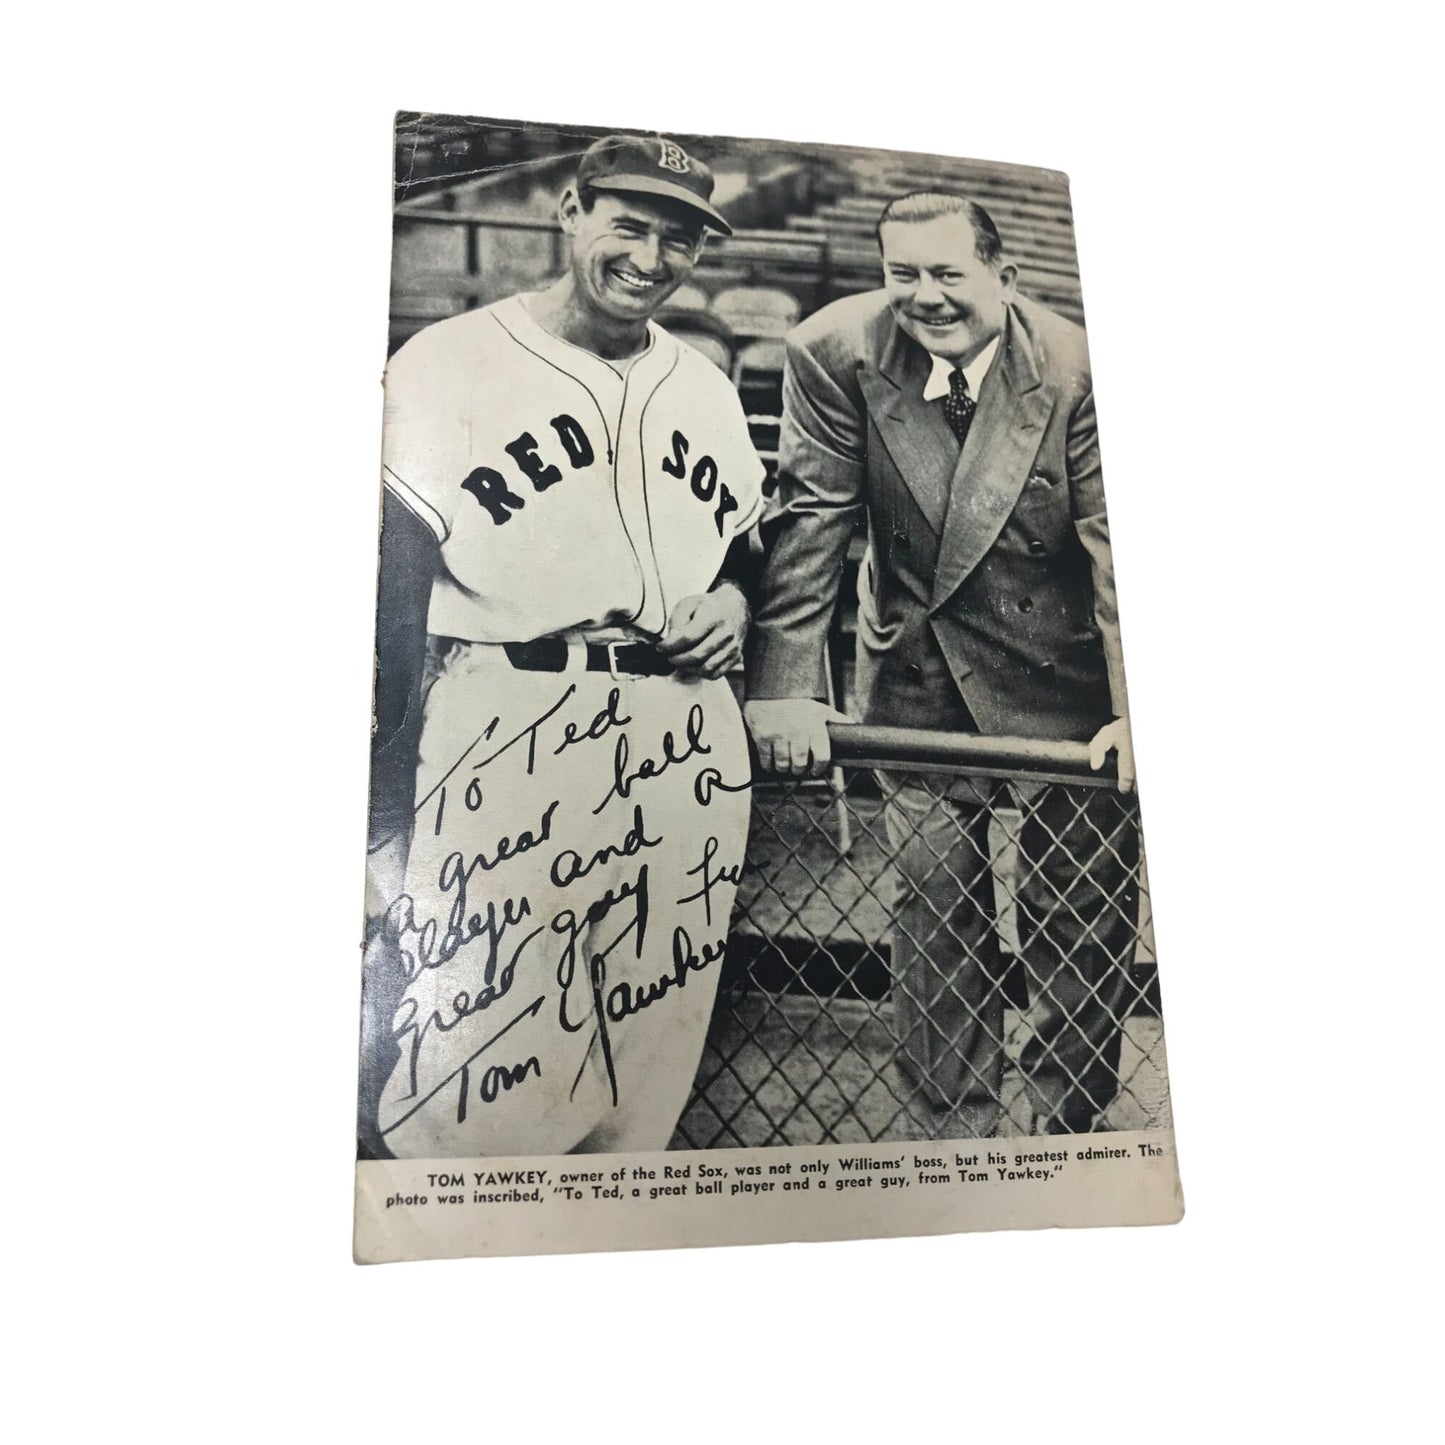 B
RED SOX
To Ted
a great ball
player and a
great guy from
Tom Yawkey
TOM YAWKEY, owner of the Red Sox, was not only Williams' boss, but his greatest admirer. The
photo was inscribed, "To Ted, a great ball player and a great guy, from Tom Yawkey."